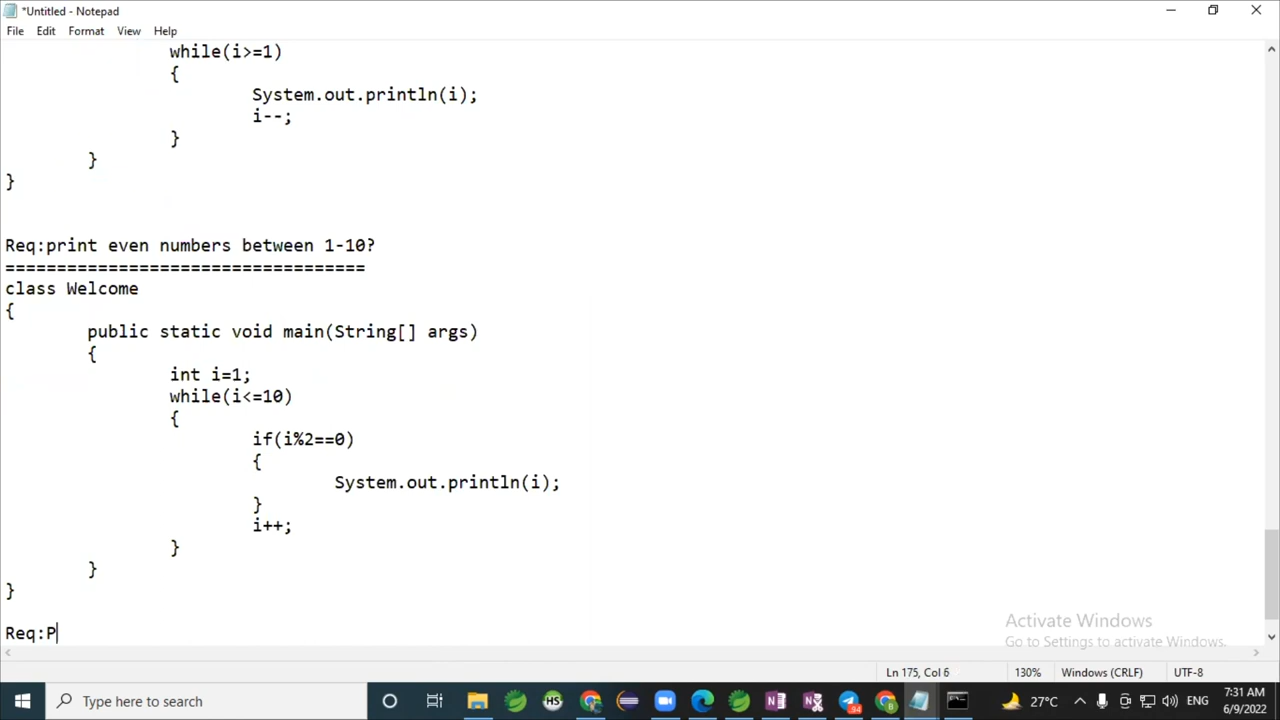 *Untitled - Notepad
File Edit Format View Help
while(i>=1)
{
System.out.println(i);
i--;
}
}
}
Req:print even numbers between 1-10?
===================================
class Welcome
{
public static void main(String[] args)
{
int i=1;
while(i<=10)
{
if(i%2==0)
{
System.out.println(i);
}
i++;
}
}
}
Req:P
Activate Windows
Go to Settings to activate Windows.
Ln 175, Col 6 130% Windows (CRLF) UTF-8
Type here to search
HS
N
X
94
27°C
ENG
7:31 AM
6/9/2022